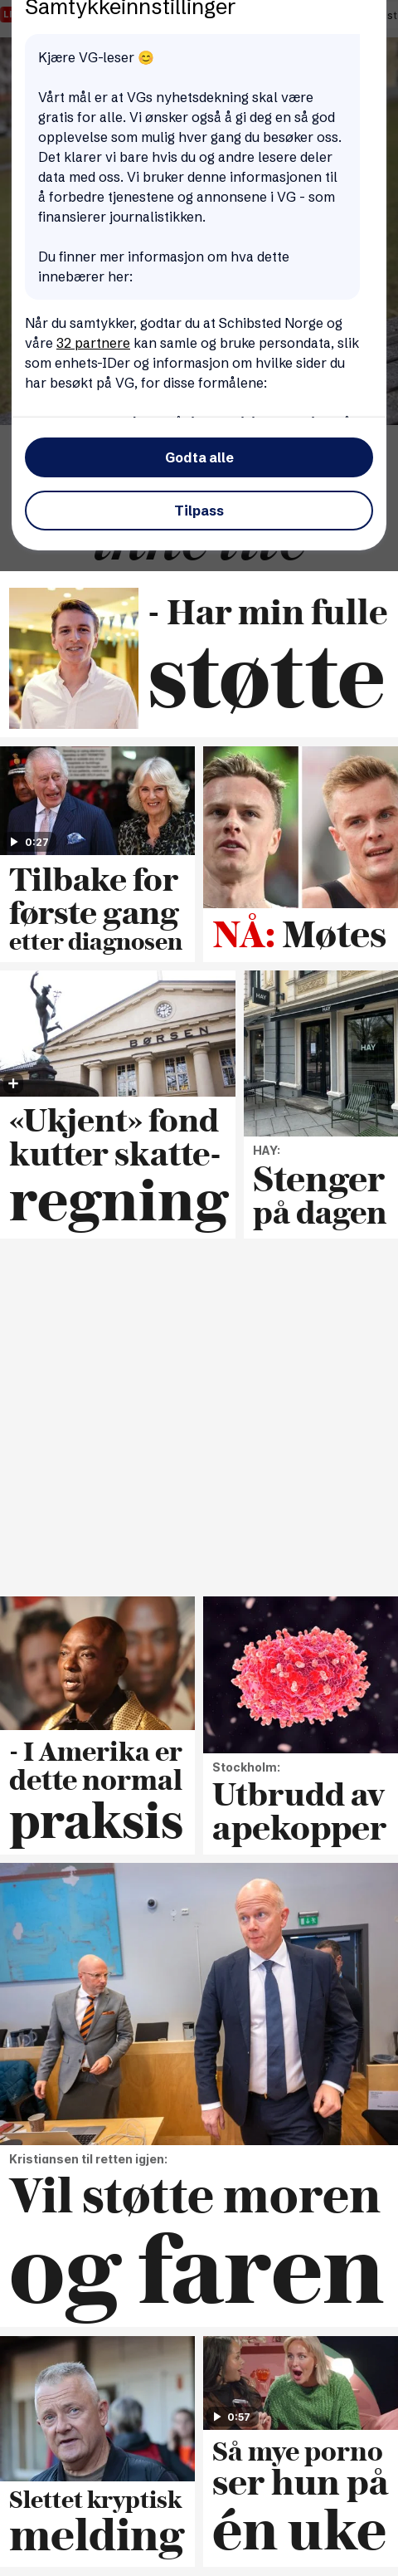 Samtykkeinnstillinger
Kjære VG-leser 😊
Vårt mål er at VGs nyhetsdekning skal være
gratis for alle. Vi ønsker også å gi deg en så god
opplevelse som mulig hver gang du besøker oss.
Det klarer vi bare hvis du og andre lesere deler
data med oss. Vi bruker denne informasjonen til
å forbedre tjenestene og annonsene i VG - som
finansierer journalistikken.
Du finner mer informasjon om hva dette
innebærer her:
Når du samtykker, godtar du at Schibsted Norge og
våre 32 partnere kan samle og bruke persondata, slik
som enhets-IDer og informasjon om hvilke sider du
har besøkt på VG, for disse formålene:
Godta alle
Tilpass
- Har min fulle
støtte
0:27
Tilbake for
første gang
etter diagnosen
NÅ: Møtes
BØRSEN
«Ukjent» fond
kutter skatte-
regning
HAY
HAY
HAY:
Stenger
på dagen
- I Amerika er
dette normal
praksis
Stockholm:
Utbrudd av
apekopper
Kristiansen til retten igjen:
Vil støtte moren
og faren
Slettet kryptisk
melding
0:57
Så mye porno
ser hun på
én uke